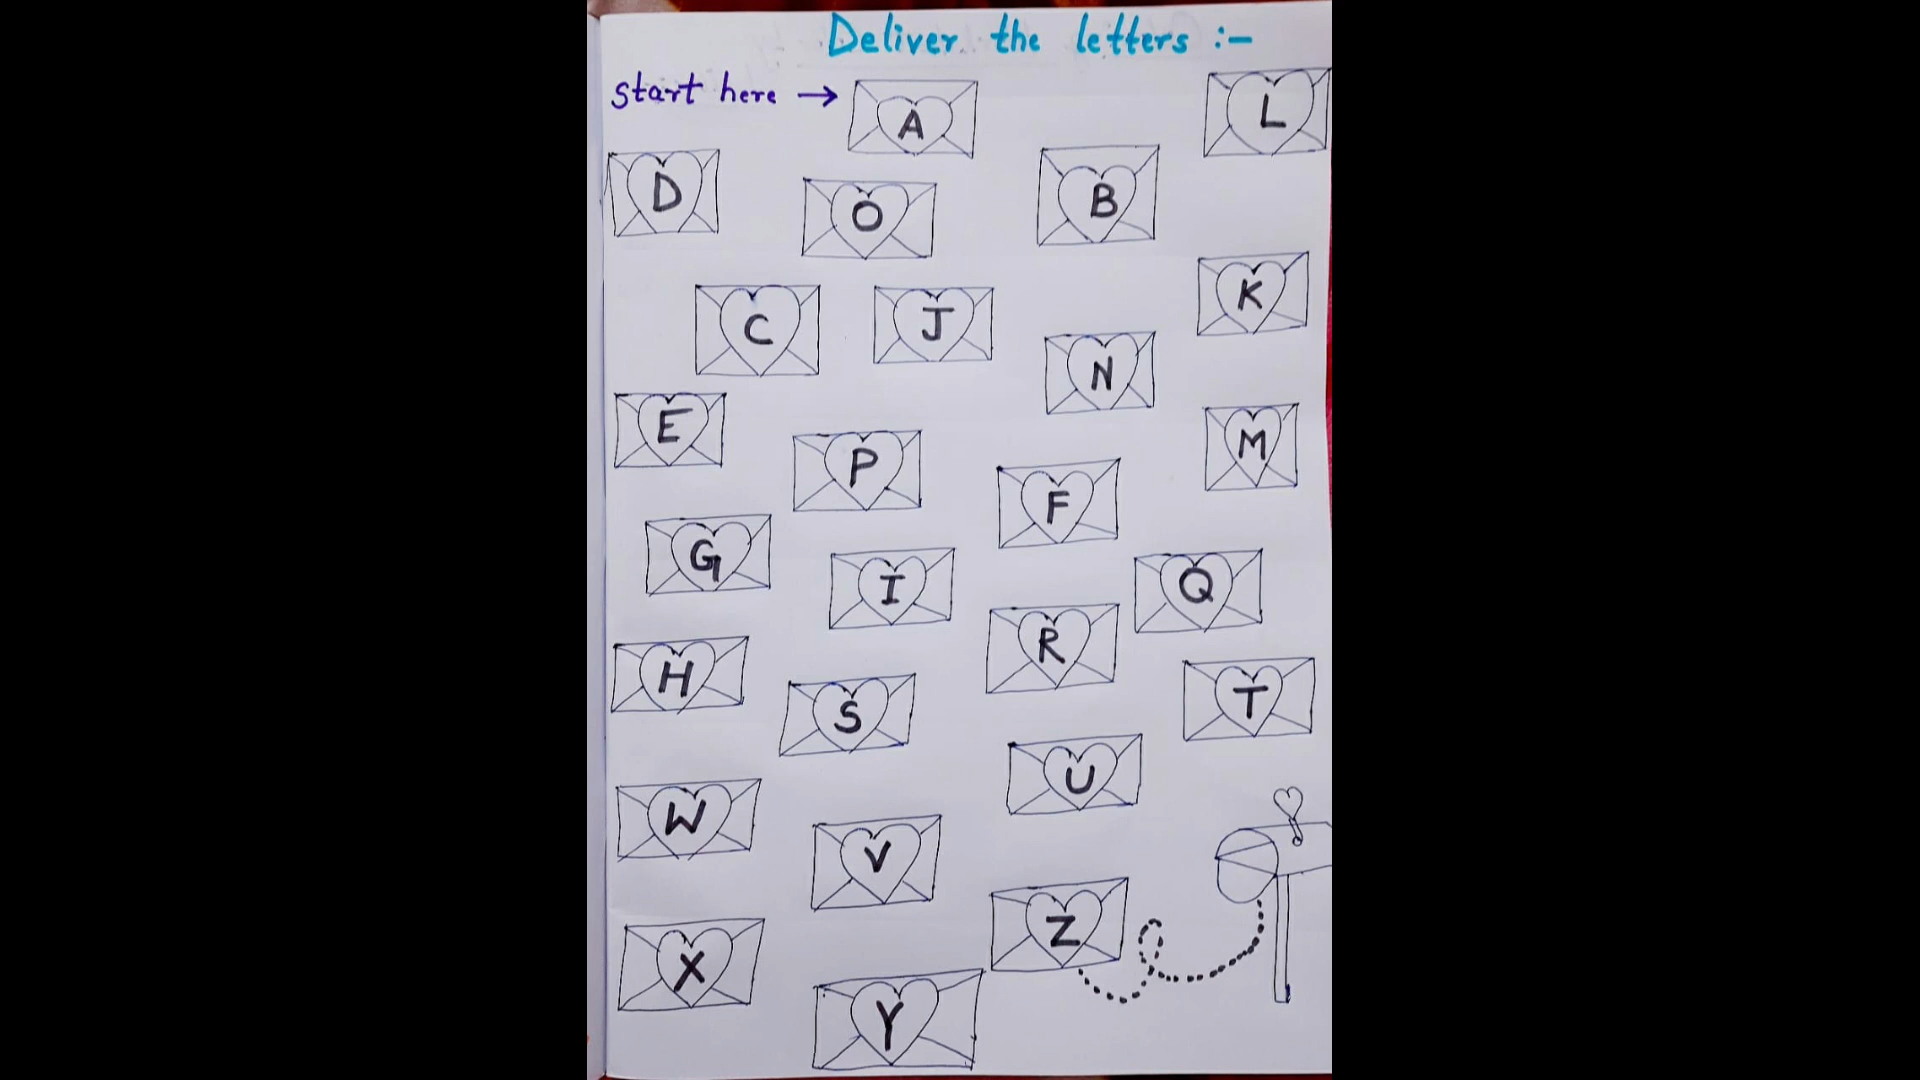 Deliver the letters :-
start here →
A
L
D
O
B
C
J
K
N
E
P
F
M
G
I
Q
R
H
S
T
U
W
V
Z
X
Y